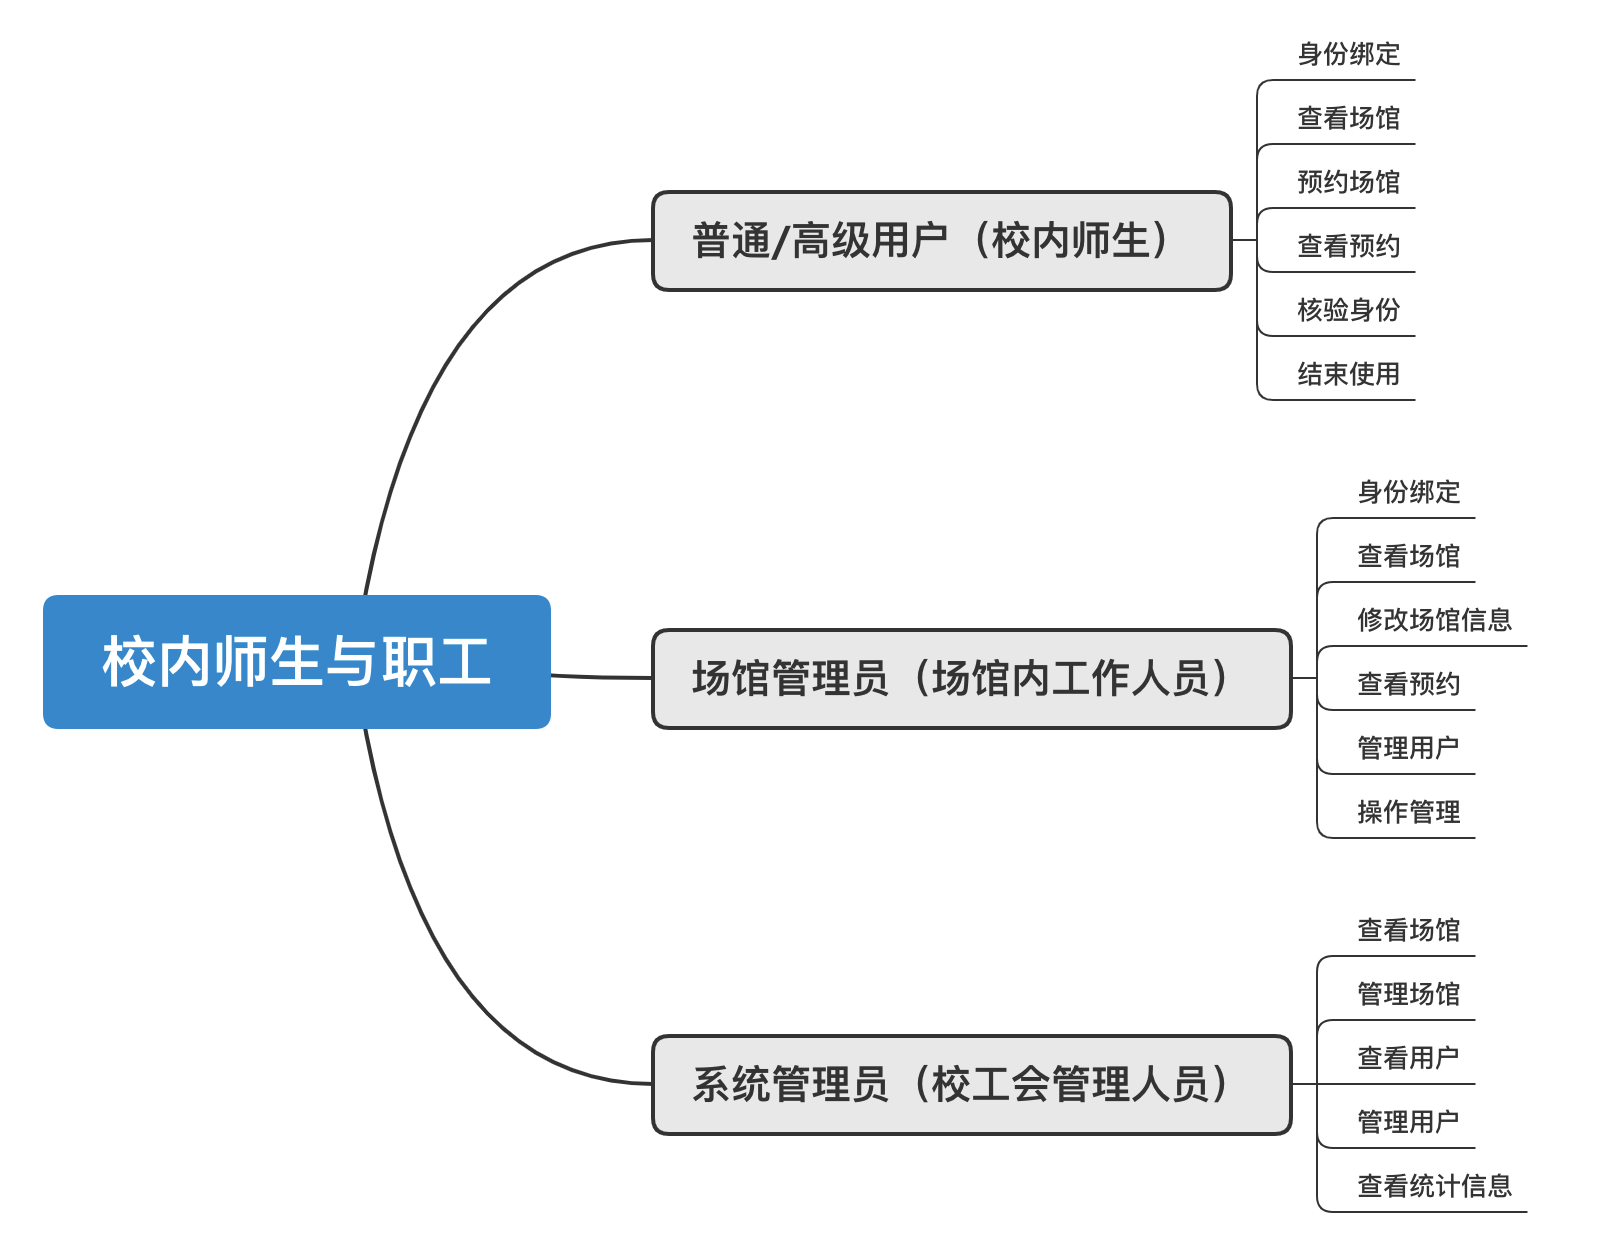 校内师生与职工
普通/高级用户（校内师生）
身份绑定
查看场馆
预约场馆
查看预约
核验身份
结束使用
场馆管理员（场馆内工作人员）
身份绑定
查看场馆
修改场馆信息
查看预约
管理用户
操作管理
系统管理员（校工会管理人员）
查看场馆
管理场馆
查看用户
管理用户
查看统计信息